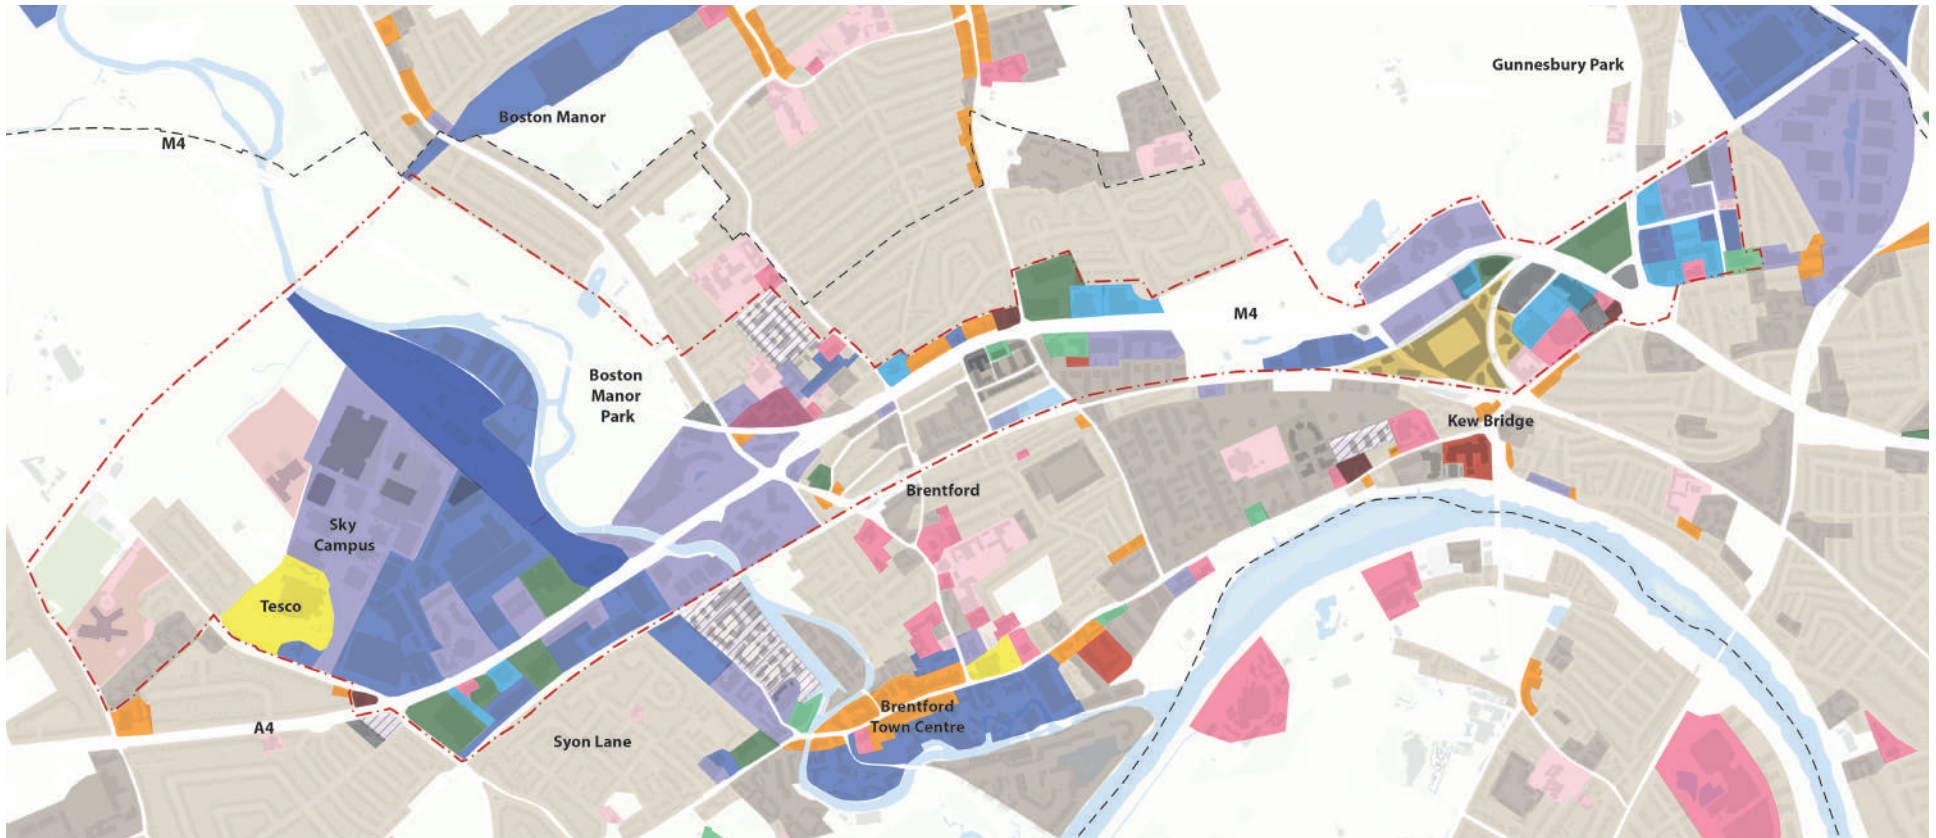 Gunnesbury Park
Boston Manor
M4
M4
Boston
Manor
Park
Kew Bridge
Brentford
Sky
Campus
Tesco
Brentford
Town Centre
A4
Syon Lane